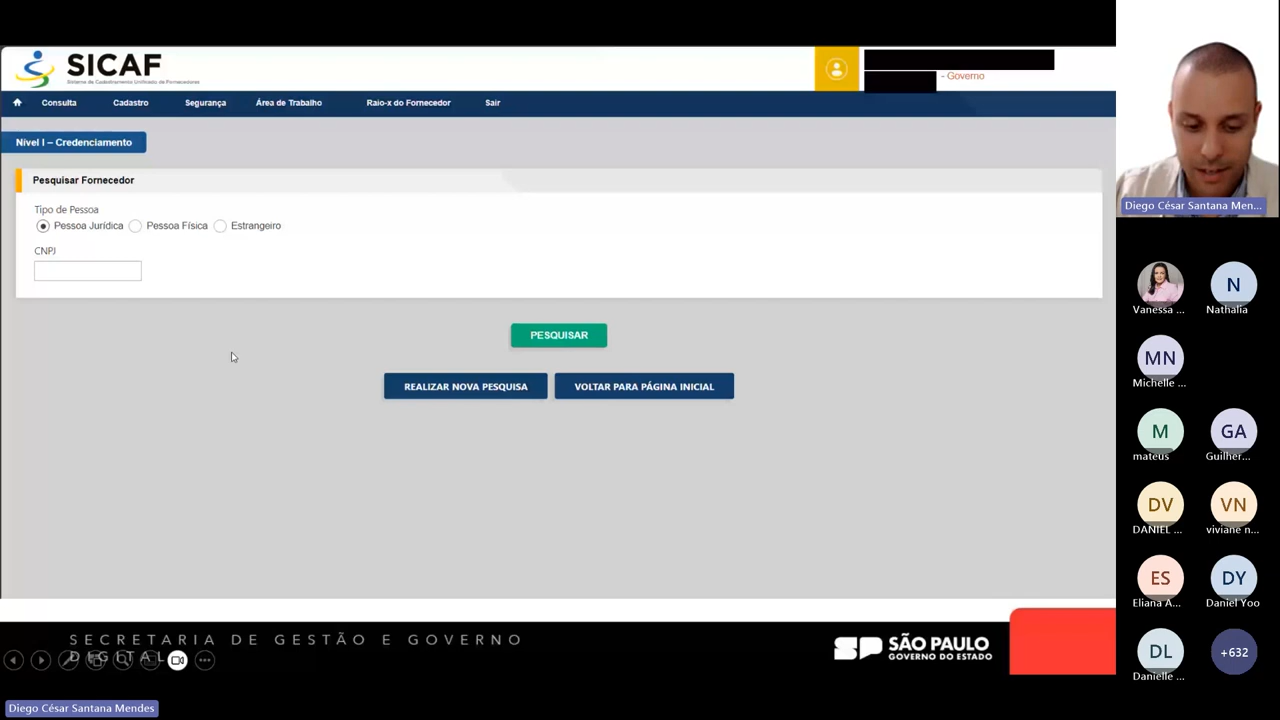 SICAF
Sistema de Cadastramento Unificado de Fornecedores
- Governo
Consulta Cadastro Segurança Área de Trabalho Raio-x do Fornecedor Sair
Nível I – Credenciamento
Pesquisar Fornecedor
Tipo de Pessoa
Pessoa Jurídica Pessoa Física Estrangeiro
CNPJ
PESQUISAR
REALIZAR NOVA PESQUISA VOLTAR PARA PÁGINA INICIAL
SECRETARIA DE GESTÃO E GOVERNO
DIGITAL
SÃO PAULO
GOVERNO DO ESTADO
Diego César Santana Mendes
Diego César Santana Men...
Vanessa ...
N
Nathalia
MN
Michelle ...
M
mateus
GA
Guilher...
DV
DANIEL ...
VN
viviane n...
ES
Eliana A...
DY
Daniel Yoo
DL
Danielle ...
+632